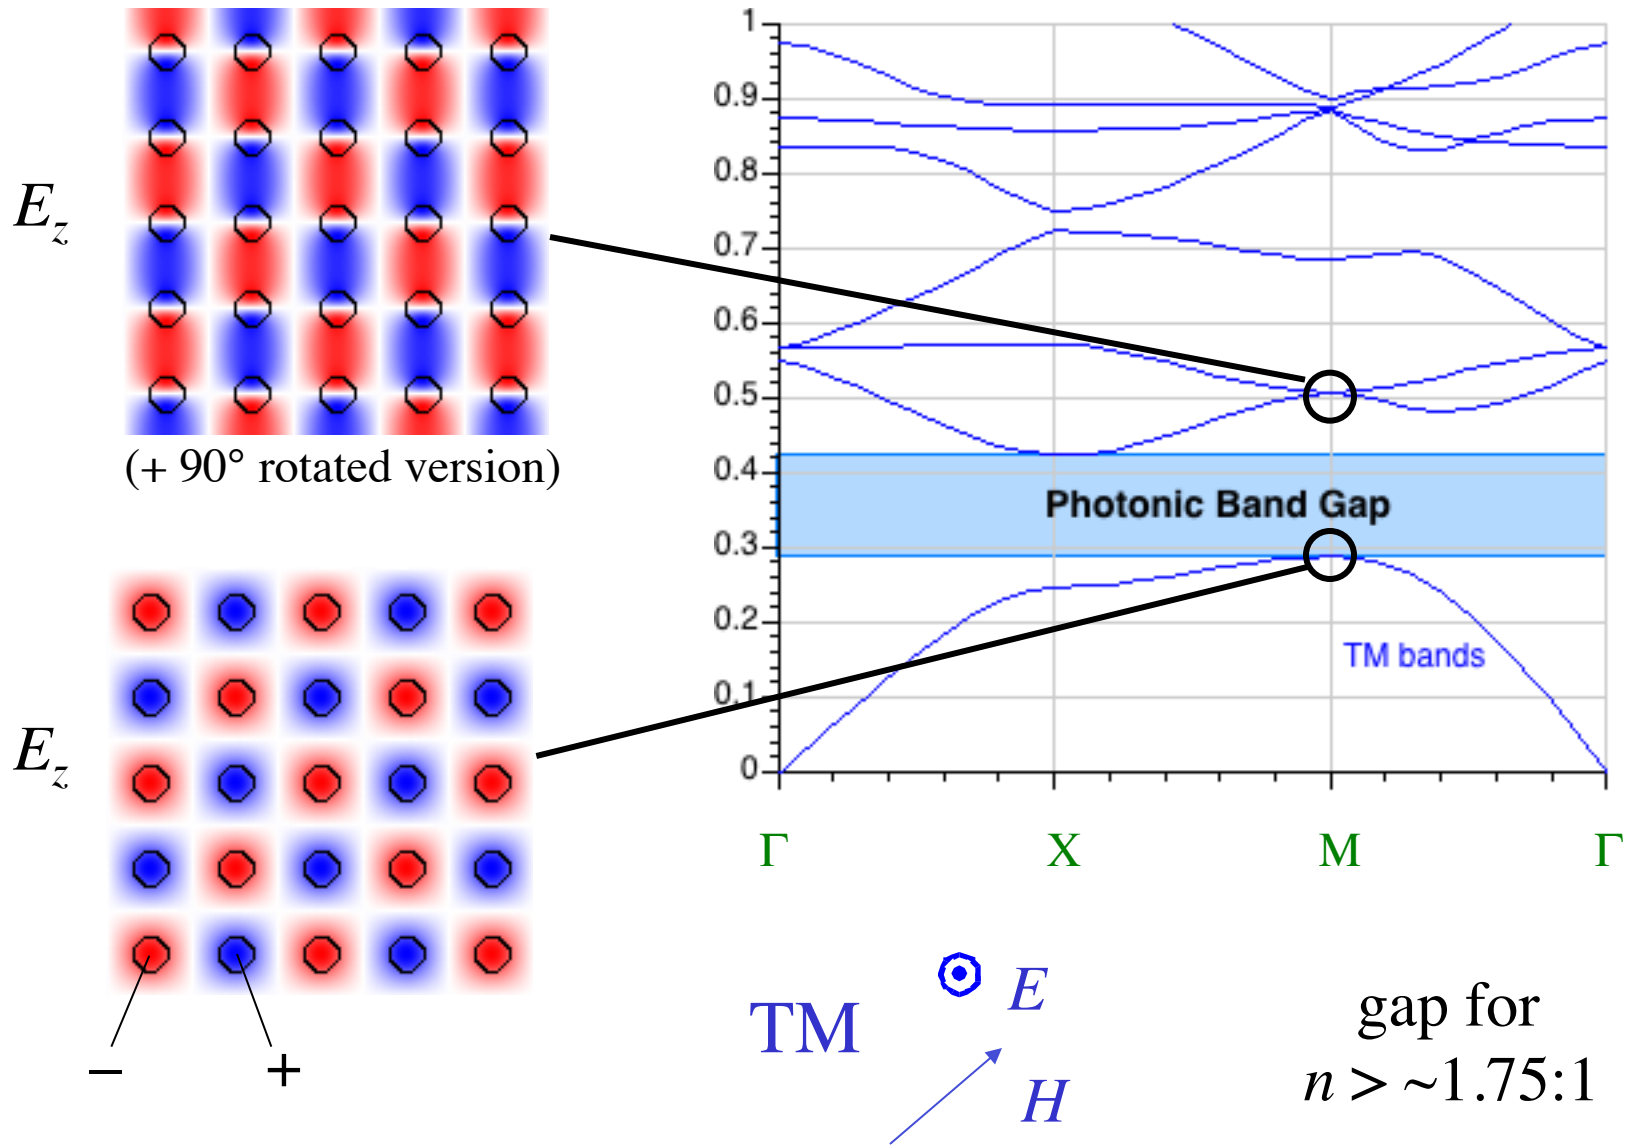 E_z
(+ 90° rotated version)
E_z
−
+
1
0.9
0.8
0.7
0.6
0.5
0.4
0.3
0.2
0.1
0
Photonic Band Gap
TM bands
Γ X M Γ
TM
E
H
gap for
n > ~1.75:1